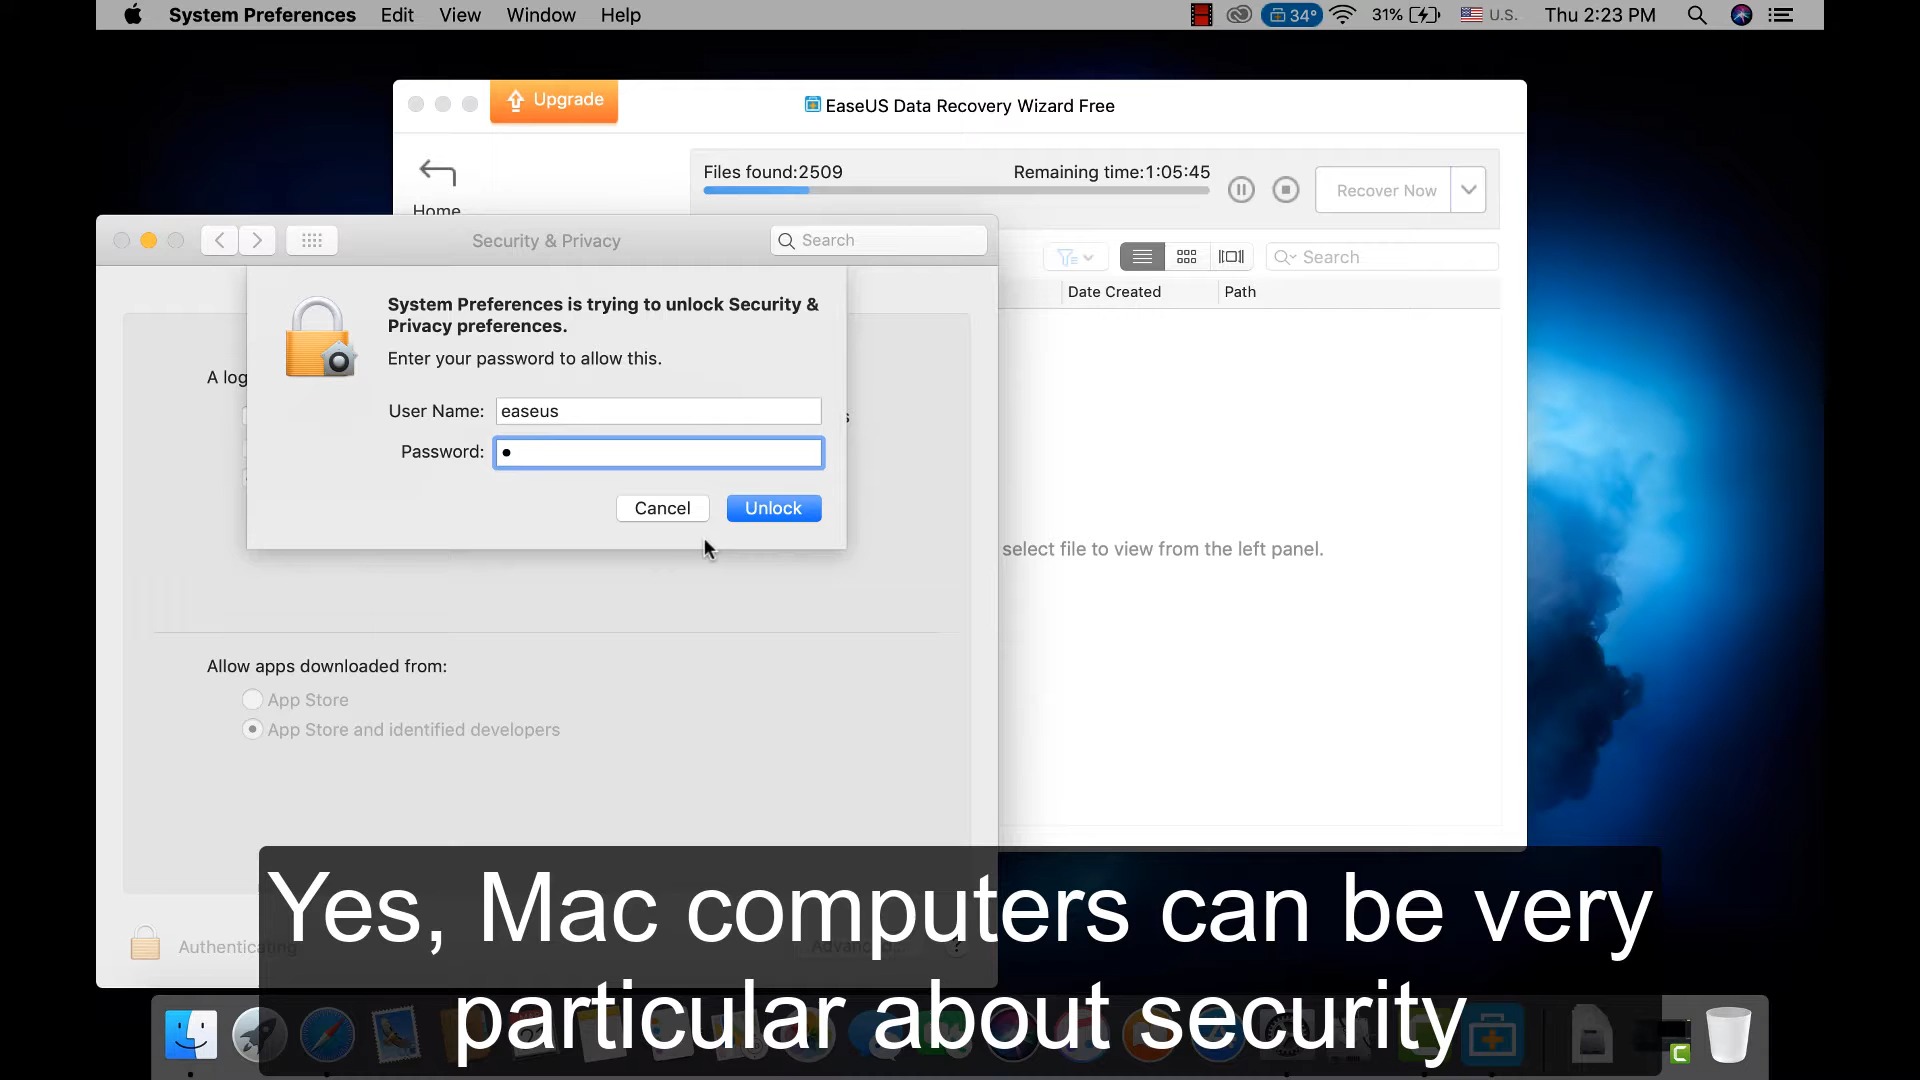 System Preferences Edit View Window Help 34° 31% U.S. Thu 2:23 PM
Upgrade EaseUS Data Recovery Wizard Free
Files found:2509 Remaining time:1:05:45
Recover Now
Home
Security & Privacy Search
Search
Date Created Path
System Preferences is trying to unlock Security &
Privacy preferences.
Enter your password to allow this.
A log
User Name: easeus
s
Password: •
Cancel Unlock
select file to view from the left panel.
Allow apps downloaded from:
App Store
App Store and identified developers
Authenticating Advanced... ?
Yes, Mac computers can be very
particular about security